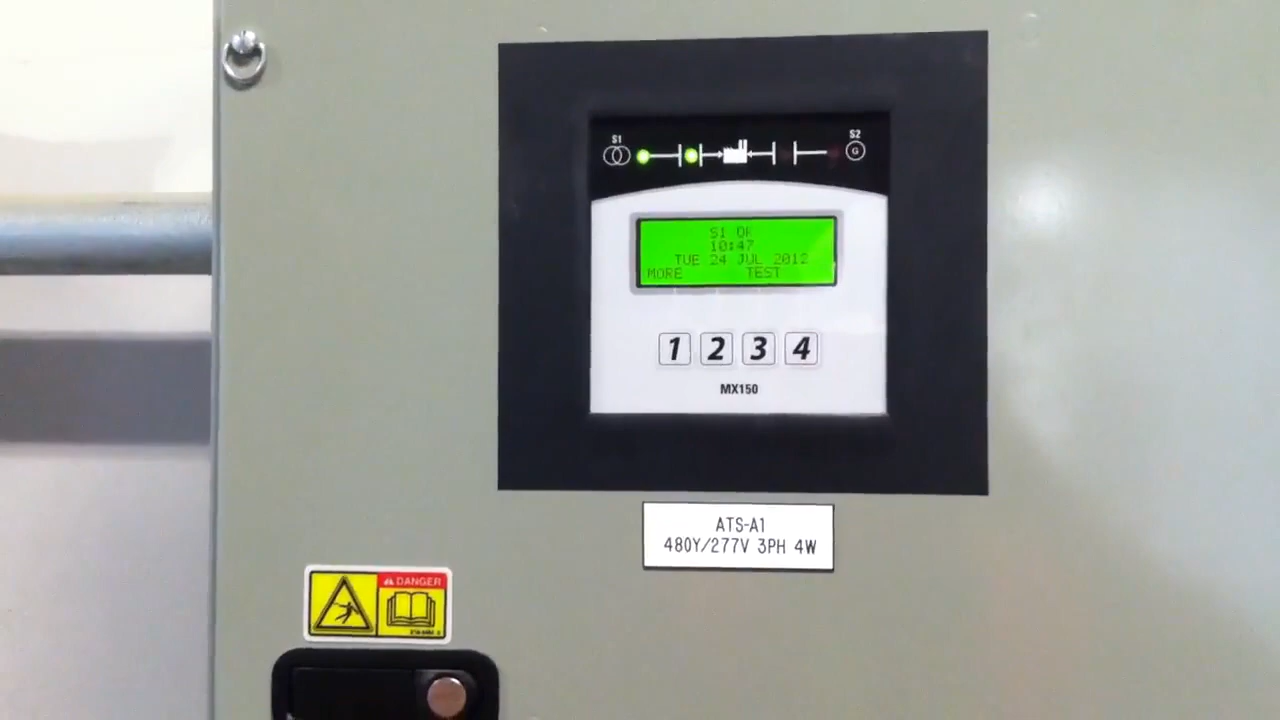 S1
S2
G
S1 OK
10:47
TUE 24 JUL 2012
MORE TEST
1 2 3 4
MX150
ATS-A1
480Y/277V 3PH 4W
DANGER